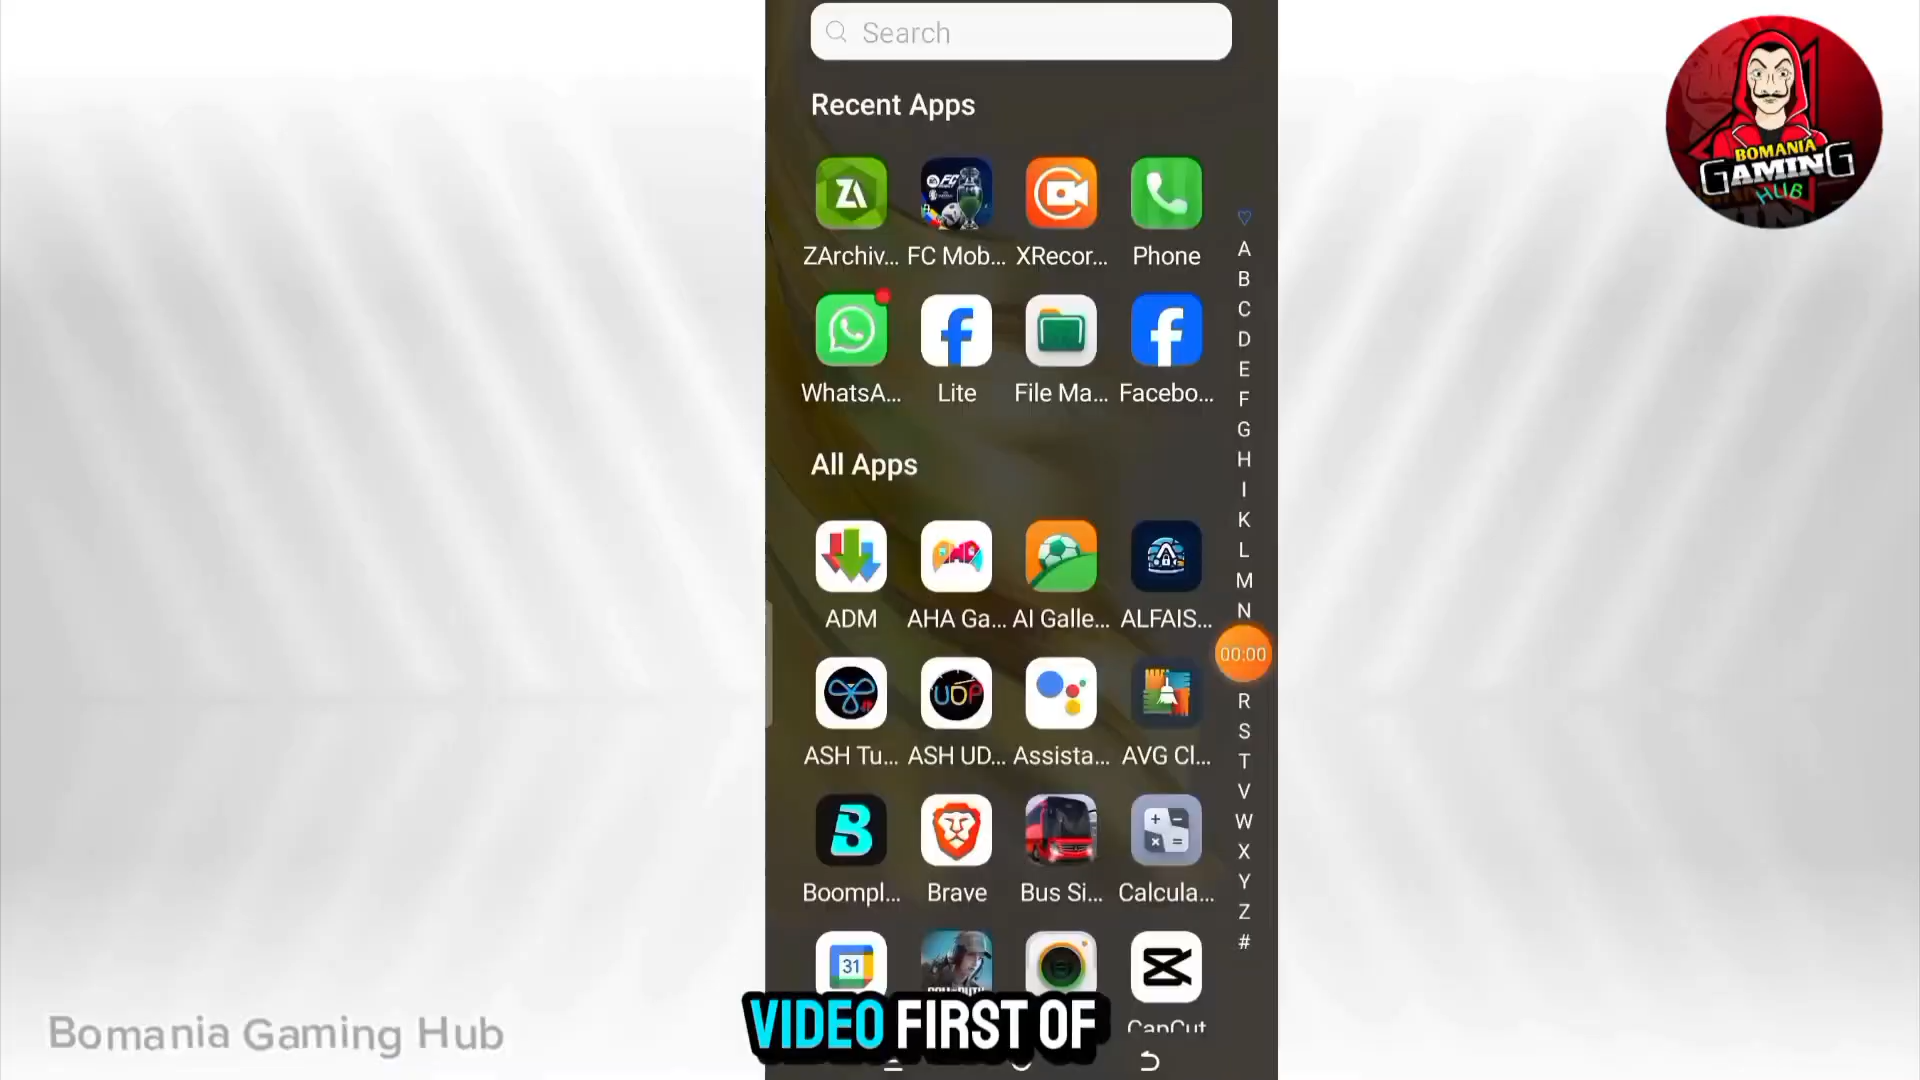 Search
Recent Apps
ZArchiv... FC Mob... XRecor... Phone
WhatsA... Lite File Ma... Facebo...
All Apps
ADM AHA Ga... AI Galle... ALFAIS...
ASH Tu... ASH UD... Assista... AVG Cl...
Boompl... Brave Bus Si... Calcula...
31
CapCut
A
B
C
D
E
F
G
H
I
K
L
M
N
00:00
R
S
T
V
W
X
Y
Z
#
BOMANIA
GAMING
HUB
VIDEO FIRST OF
Bomania Gaming Hub